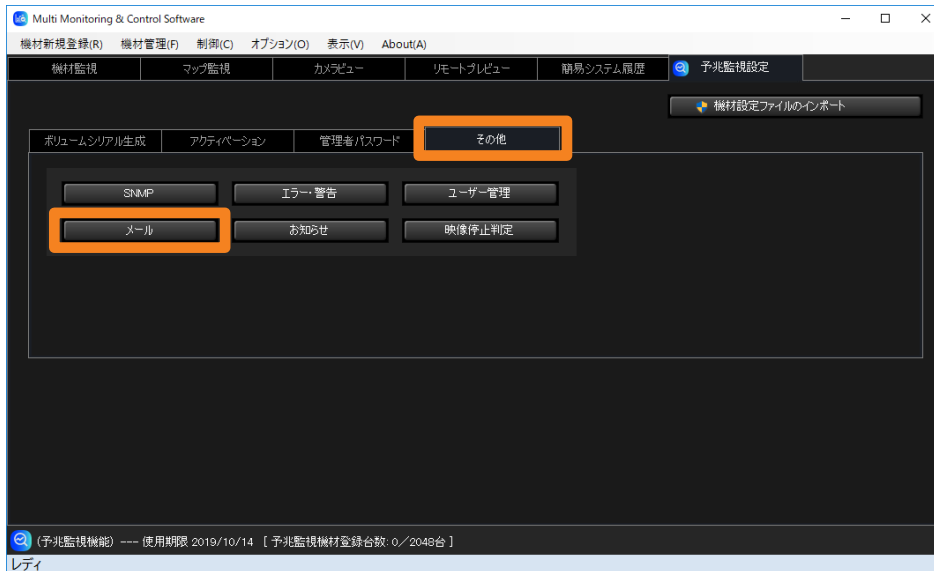 Multi Monitoring & Control Software
機材新規登録(R) 機材管理(F) 制御(C) オプション(O) 表示(V) About(A)
機材監視 マップ監視 カメラビュー リモートプレビュー 簡易システム履歴 予兆監視設定
機材設定ファイルのインポート
ボリュームシリアル生成 アクティベーション 管理者パスワード その他
SNMP エラー・警告 ユーザー管理
メール お知らせ 映像停止判定
(予兆監視機能) --- 使用期限 2019/10/14 [ 予兆監視機材登録台数: 0/2048台 ]
レディ